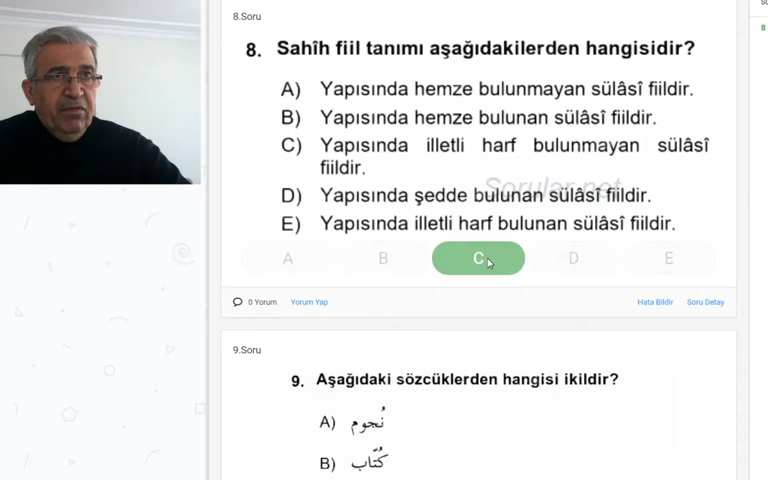 8.Soru
8. Sahîh fiil tanımı aşağıdakilerden hangisidir?
A) Yapısında hemze bulunmayan sülâsî fiildir.
B) Yapısında hemze bulunan sülâsî fiildir.
C) Yapısında illetli harf bulunmayan sülâsî
fiildir.
Sorular.net
D) Yapısında şedde bulunan sülâsî fiildir.
E) Yapısında illetli harf bulunan sülâsî fiildir.
A B C D E
0 Yorum Yorum Yap Hata Bildir Soru Detay
9.Soru
9. Aşağıdaki sözcüklerden hangisi ikildir?
A) نُجوم
B) كُتَّاب
8